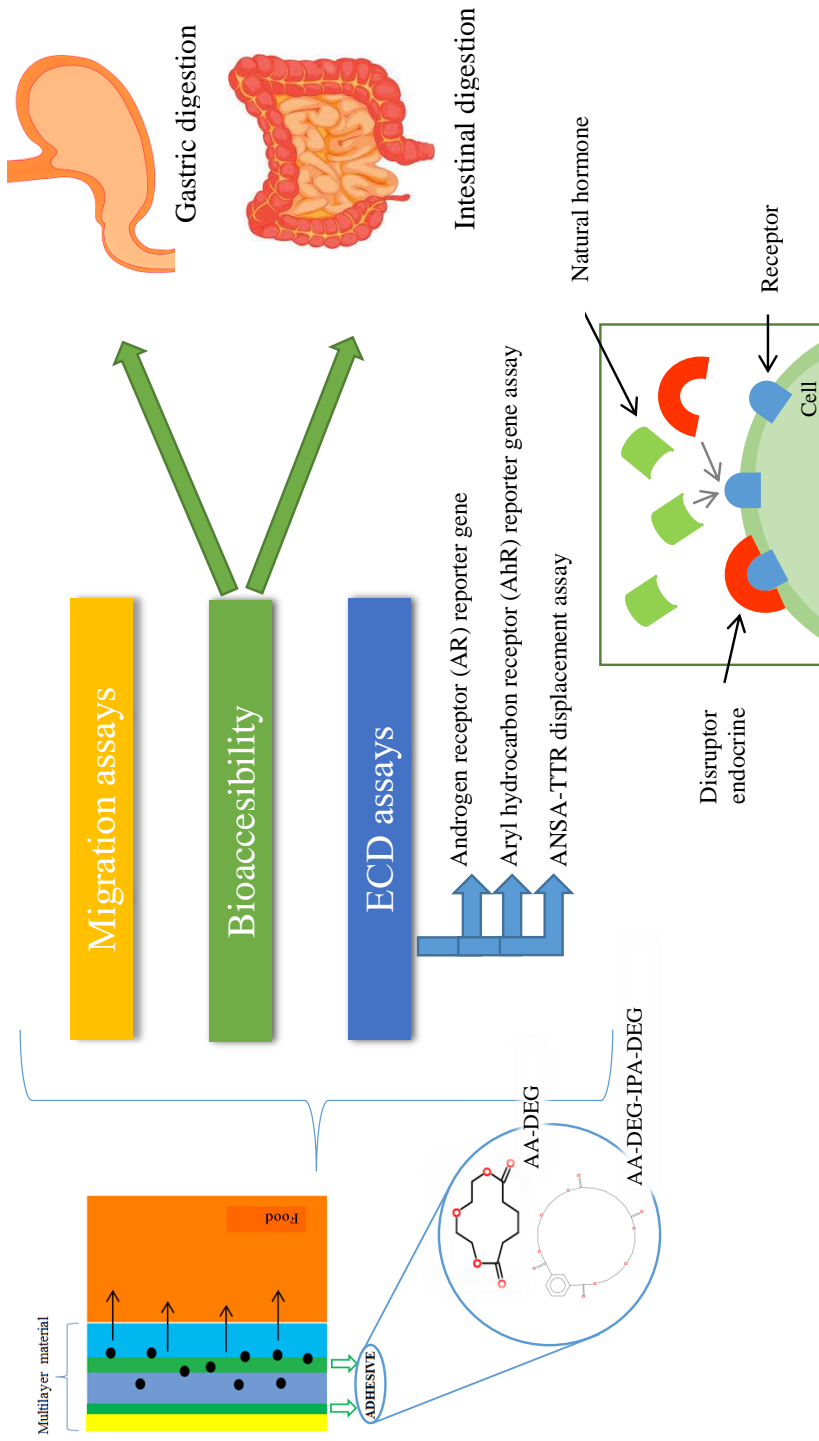 Multilayer material
Food
ADHESIVE
AA-DEG
AA-DEG-IPA-DEG
Migration assays
Bioaccesibility
ECD assays
Gastric digestion
Intestinal digestion
Androgen receptor (AR) reporter gene
Aryl hydrocarbon receptor (AhR) reporter gene assay
ANSA-TTR displacement assay
Disruptor
endocrine
Natural hormone
Receptor
Cell